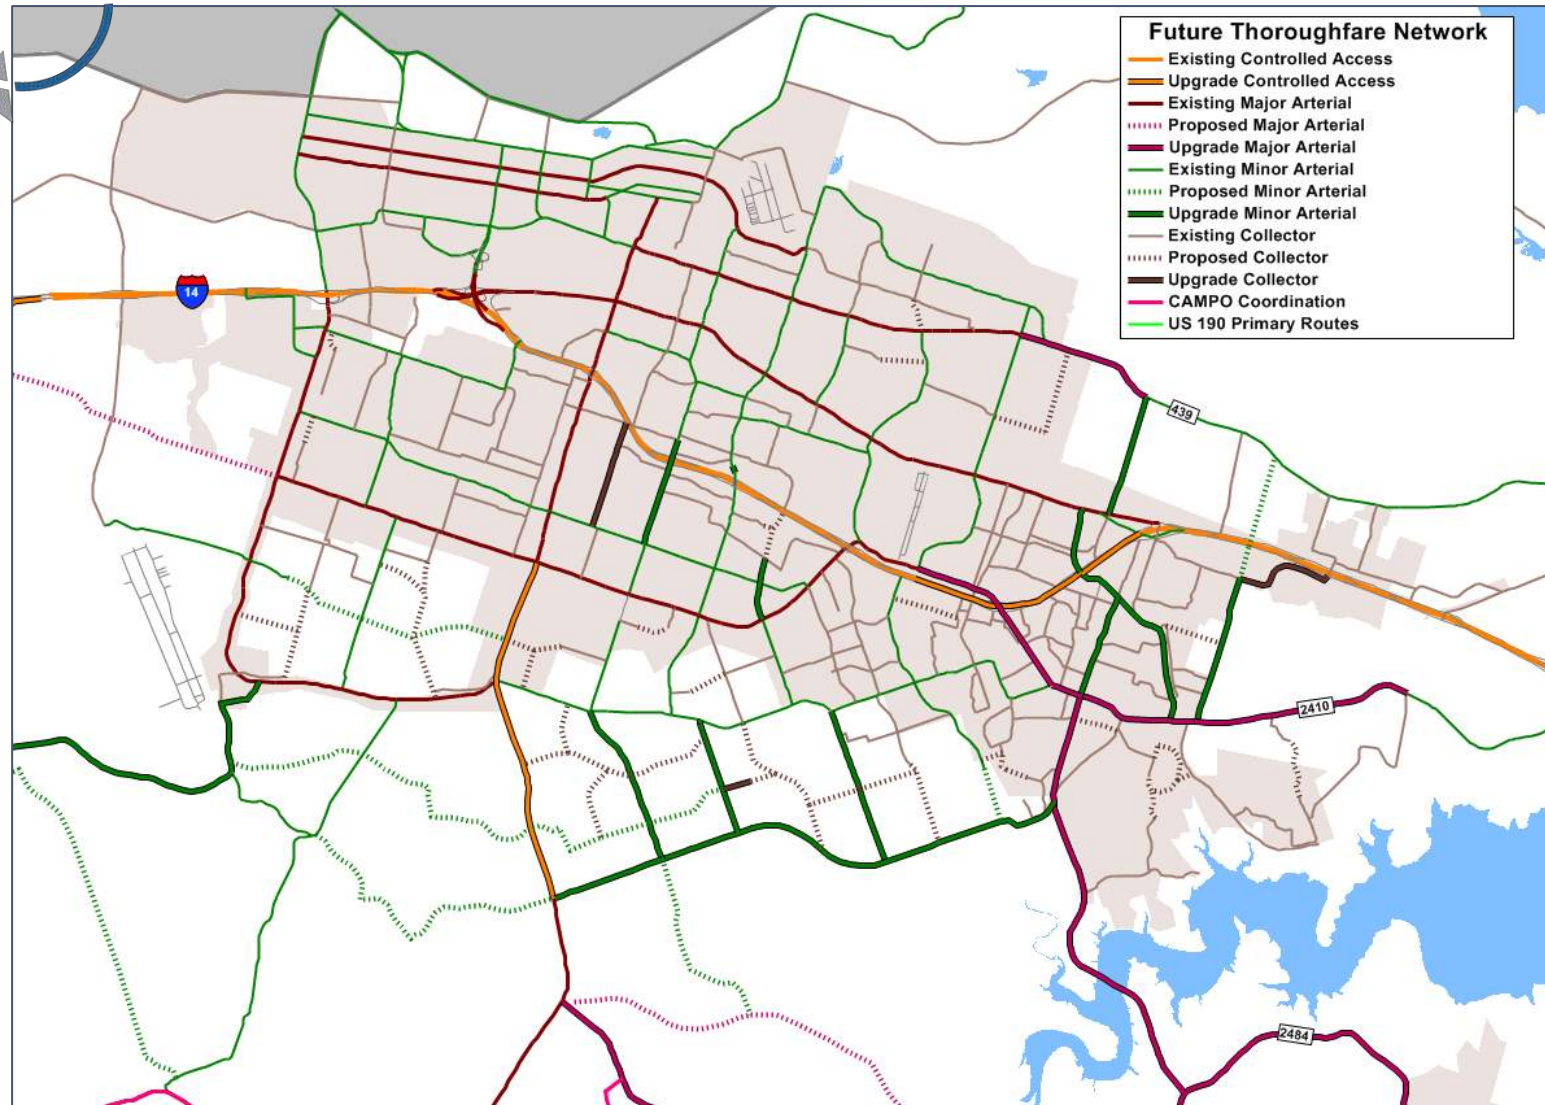 Future Thoroughfare Network
Existing Controlled Access
Upgrade Controlled Access
Existing Major Arterial
Proposed Major Arterial
Upgrade Major Arterial
Existing Minor Arterial
Proposed Minor Arterial
Upgrade Minor Arterial
Existing Collector
Proposed Collector
Upgrade Collector
CAMPO Coordination
US 190 Primary Routes
14
439
2410
2484